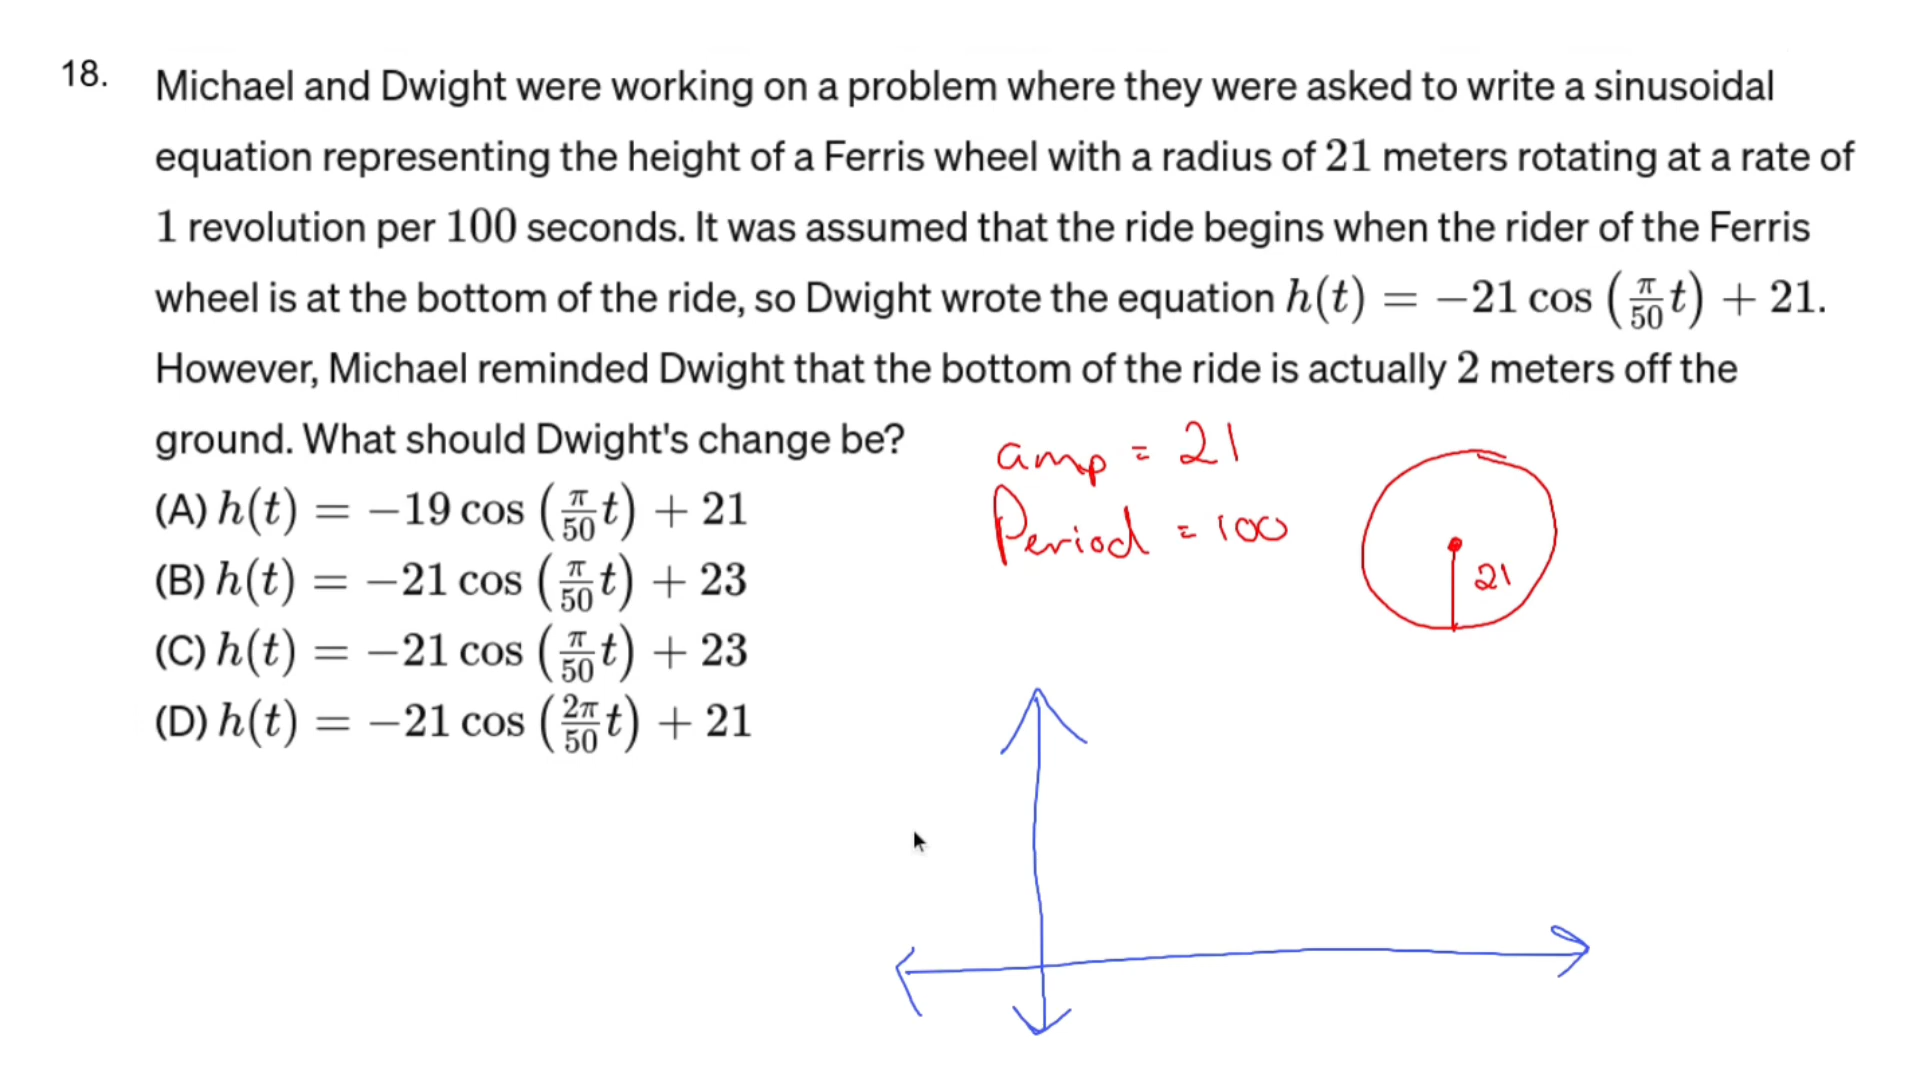 18.
Michael and Dwight were working on a problem where they were asked to write a sinusoidal
equation representing the height of a Ferris wheel with a radius of 21 meters rotating at a rate of
1 revolution per 100 seconds. It was assumed that the ride begins when the rider of the Ferris
wheel is at the bottom of the ride, so Dwight wrote the equation h(t) = −21 cos (π/50 t) + 21.
However, Michael reminded Dwight that the bottom of the ride is actually 2 meters off the
ground. What should Dwight's change be?
amp = 21
(A) h(t) = −19 cos (π/50 t) + 21
Period = 100
(B) h(t) = −21 cos (π/50 t) + 23
21
(C) h(t) = −21 cos (π/50 t) + 23
(D) h(t) = −21 cos (2π/50 t) + 21